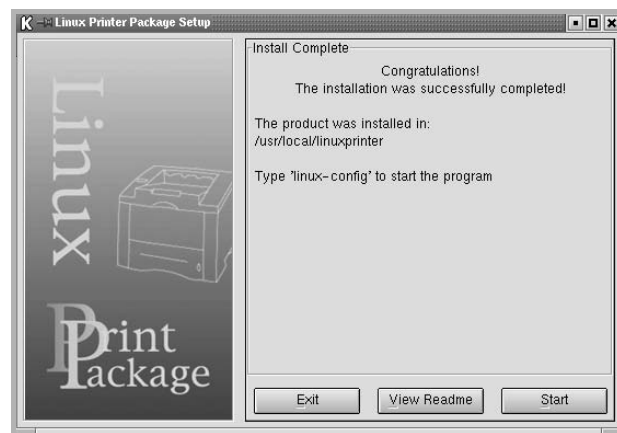 Linux Printer Package Setup
Linux
Print
Package
Install Complete
Congratulations!
The installation was successfully completed!
The product was installed in:
/usr/local/linuxprinter
Type 'linux-config' to start the program
Exit
View Readme
Start